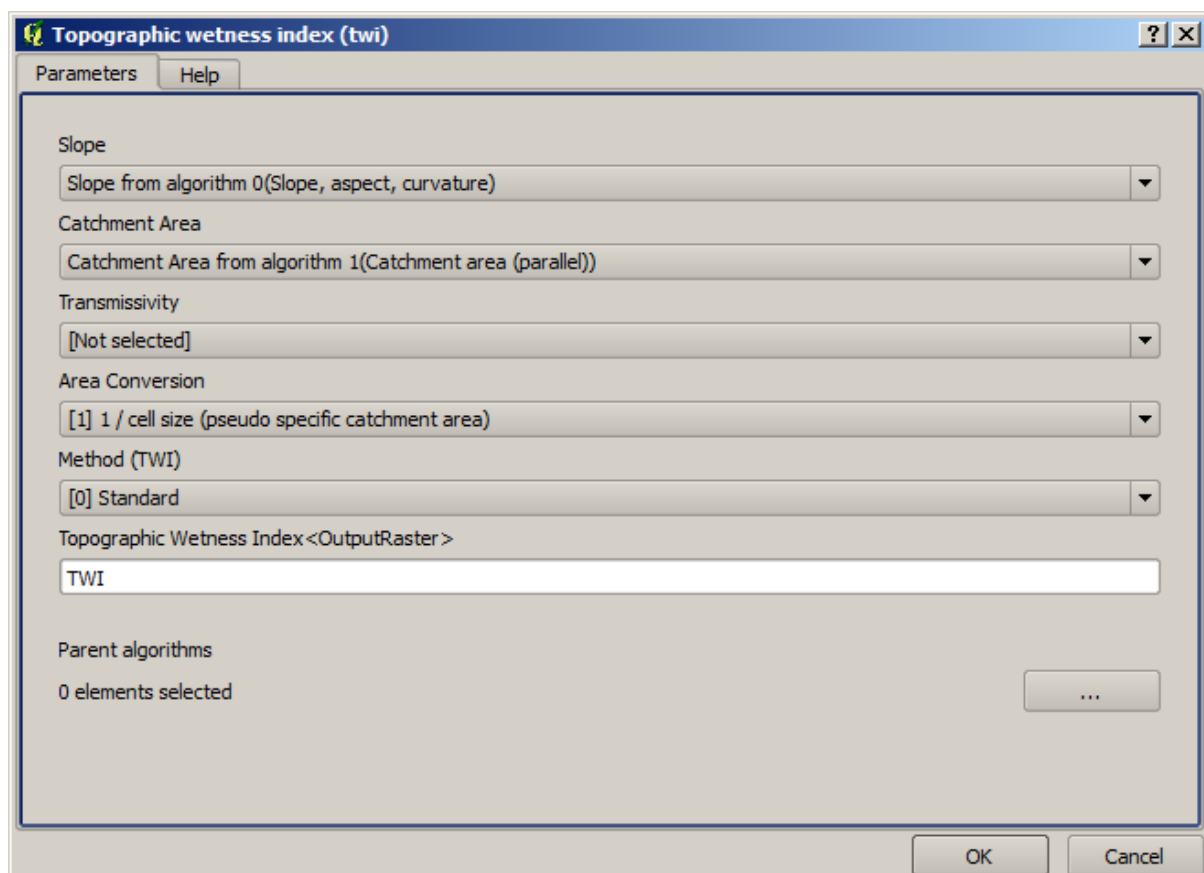 Topographic wetness index (twi)
Parameters Help
Slope
Slope from algorithm 0(Slope, aspect, curvature)
Catchment Area
Catchment Area from algorithm 1(Catchment area (parallel))
Transmissivity
[Not selected]
Area Conversion
[1] 1 / cell size (pseudo specific catchment area)
Method (TWI)
[0] Standard
Topographic Wetness Index<OutputRaster>
TWI
Parent algorithms
0 elements selected ...
OK Cancel